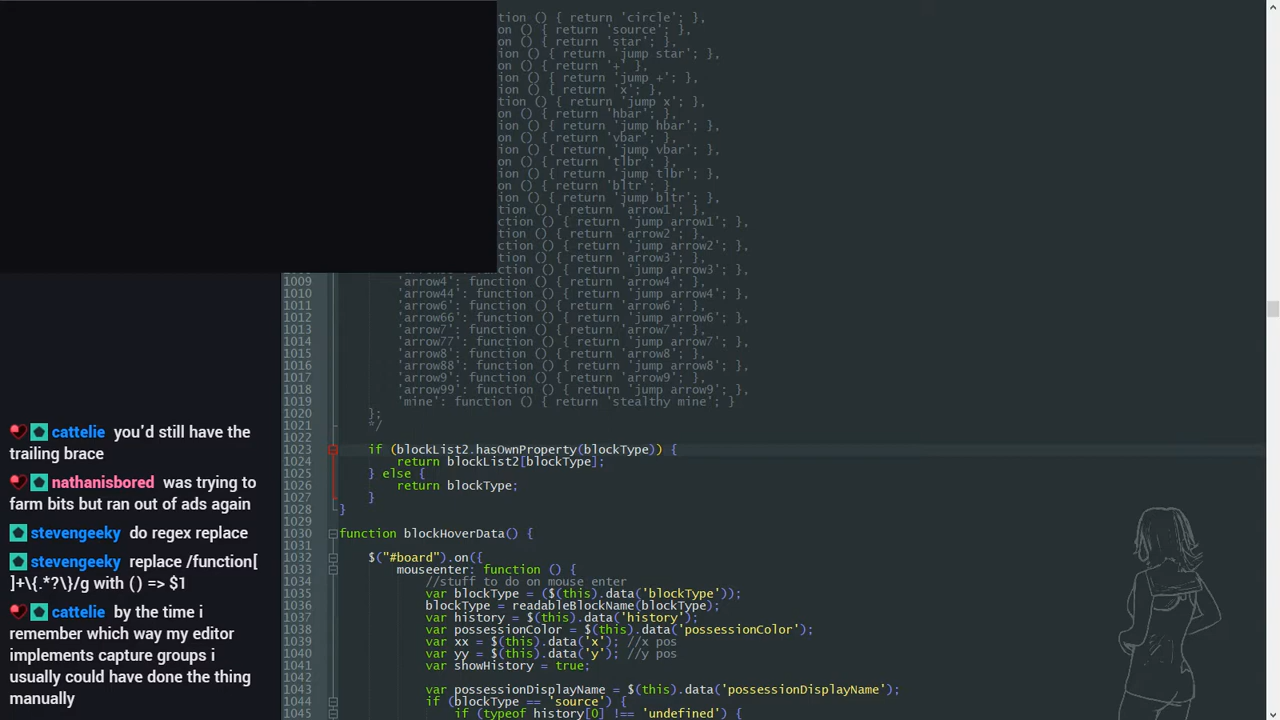 tion () { return 'circle'; },
on () { return 'source'; },
on () { return 'star'; },
ion () { return 'jump star'; },
on () { return '+' },
ion () { return 'jump +'; },
on () { return 'x'; },
ion () { return 'jump x'; },
on () { return 'hbar'; },
ion () { return 'jump hbar'; },
on () { return 'vbar'; },
ion () { return 'jump vbar'; },
on () { return 'tlbr'; },
ion () { return 'jump tlbr'; },
on () { return 'bltr'; },
ion () { return 'jump bltr'; },
tion () { return 'arrow1'; },
ction () { return 'jump arrow1'; },
tion () { return 'arrow2'; },
ction () { return 'jump arrow2'; },
tion () { return 'arrow3'; },
ction () { return 'jump arrow3'; },
1009 'arrow4': function () { return 'arrow4'; },
1010 'arrow44': function () { return 'jump arrow4'; },
1011 'arrow6': function () { return 'arrow6'; },
1012 'arrow66': function () { return 'jump arrow6'; },
1013 'arrow7': function () { return 'arrow7'; },
1014 'arrow77': function () { return 'jump arrow7'; },
1015 'arrow8': function () { return 'arrow8'; },
1016 'arrow88': function () { return 'jump arrow8'; },
1017 'arrow9': function () { return 'arrow9'; },
1018 'arrow99': function () { return 'jump arrow9'; },
1019 'mine': function () { return 'stealthy mine'; }
1020 };
1021 */
1022
1023 if (blockList2.hasOwnProperty(blockType)) {
1024 return blockList2[blockType];
1025 } else {
1026 return blockType;
1027 }
1028 }
1029
1030 function blockHoverData() {
1031
1032 $("#board").on({
1033 mouseenter: function () {
1034 //stuff to do on mouse enter
1035 var blockType = ($(this).data('blockType'));
1036 blockType = readableBlockName(blockType);
1037 var history = $(this).data('history');
1038 var possessionColor = $(this).data('possessionColor');
1039 var xx = $(this).data('x'); //x pos
1040 var yy = $(this).data('y'); //y pos
1041 var showHistory = true;
1042
1043 var possessionDisplayName = $(this).data('possessionDisplayName');
1044 if (blockType == 'source') {
1045 if (typeof history[0] !== 'undefined') {
cattelie you'd still have the
trailing brace
nathanisbored was trying to
farm bits but ran out of ads again
stevengeeky do regex replace
stevengeeky replace /function[
]+\{.*?\}/g with () => $1
cattelie by the time i
remember which way my editor
implements capture groups i
usually could have done the thing
manually